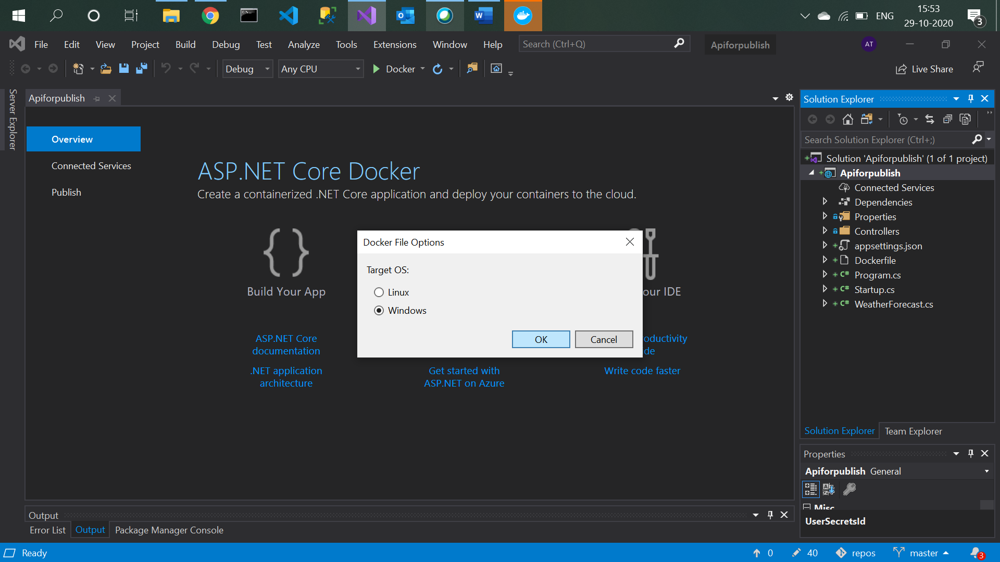 ENG
15:53
29-10-2020
3
File Edit View Project Build Debug Test Analyze Tools Extensions Window Help
Search (Ctrl+Q)
Apiforpublish
AT
Debug
Any CPU
Docker
Live Share
Server Explorer
Apiforpublish
Overview
Connected Services
Publish
ASP.NET Core Docker
Create a containerized .NET Core application and deploy your containers to the cloud.
Build Your App
our IDE
ASP.NET Core
documentation
.NET application
architecture
Get started with
ASP.NET on Azure
roductivity
ide
Write code faster
Docker File Options
Target OS:
Linux
Windows
OK
Cancel
Solution Explorer
Search Solution Explorer (Ctrl+;)
Solution 'Apiforpublish' (1 of 1 project)
Apiforpublish
Connected Services
Dependencies
Properties
Controllers
appsettings.json
Dockerfile
C# Program.cs
C# Startup.cs
C# WeatherForecast.cs
Solution Explorer
Team Explorer
Properties
Apiforpublish General
Misc
UserSecretsId
Output
Error List
Output
Package Manager Console
Ready
0
40
repos
master
3